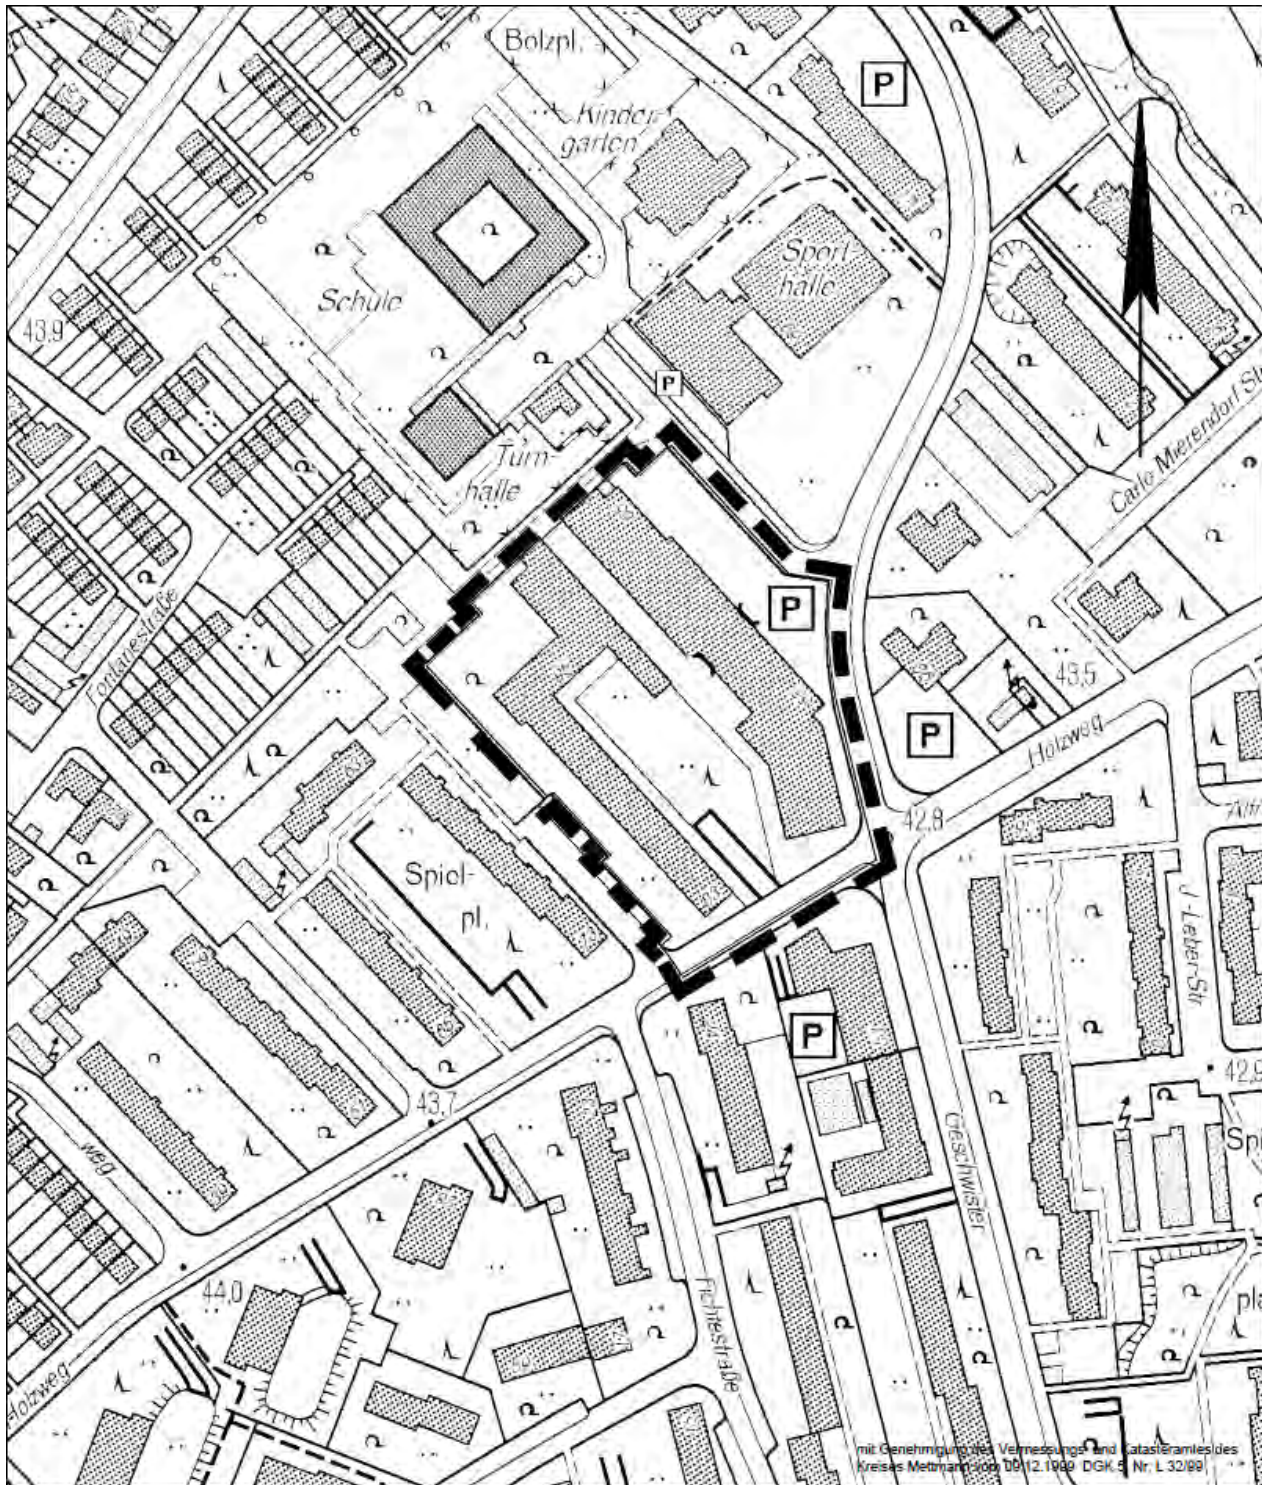 Bolzpl.
P
Kinder
garten
Sport
halle
Schule
43,9
P
Turn-
halle
Carlo Mierendorf Str
Fontanestraße
P
43,5
P
Holzweg
42,8
Spiel-
pl.
J.-Leber-Str.
P
42,9
43,7
weg
Geschwister
Spi
44,0
Fichtestraße
pla
Holzweg
mit Genehmigung des Vermessungs- und Katasteramtes des
Kreises Mettmann vom 09.12.1999 DGK 5 Nr. L 32/99